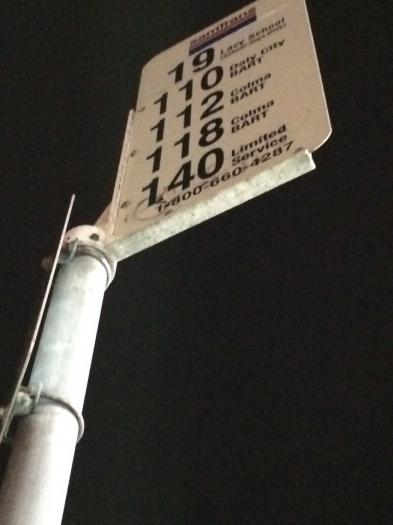 samTrans
19 Lacy School
110 Daly City
BART
112 Colma
BART
118 Colma
BART
140 Limited
Service
1-800-660-4287